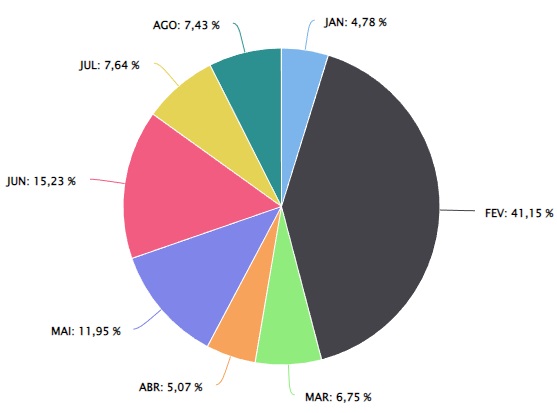 JAN: 4,78 %
FEV: 41,15 %
MAR: 6,75 %
ABR: 5,07 %
MAI: 11,95 %
JUN: 15,23 %
JUL: 7,64 %
AGO: 7,43 %